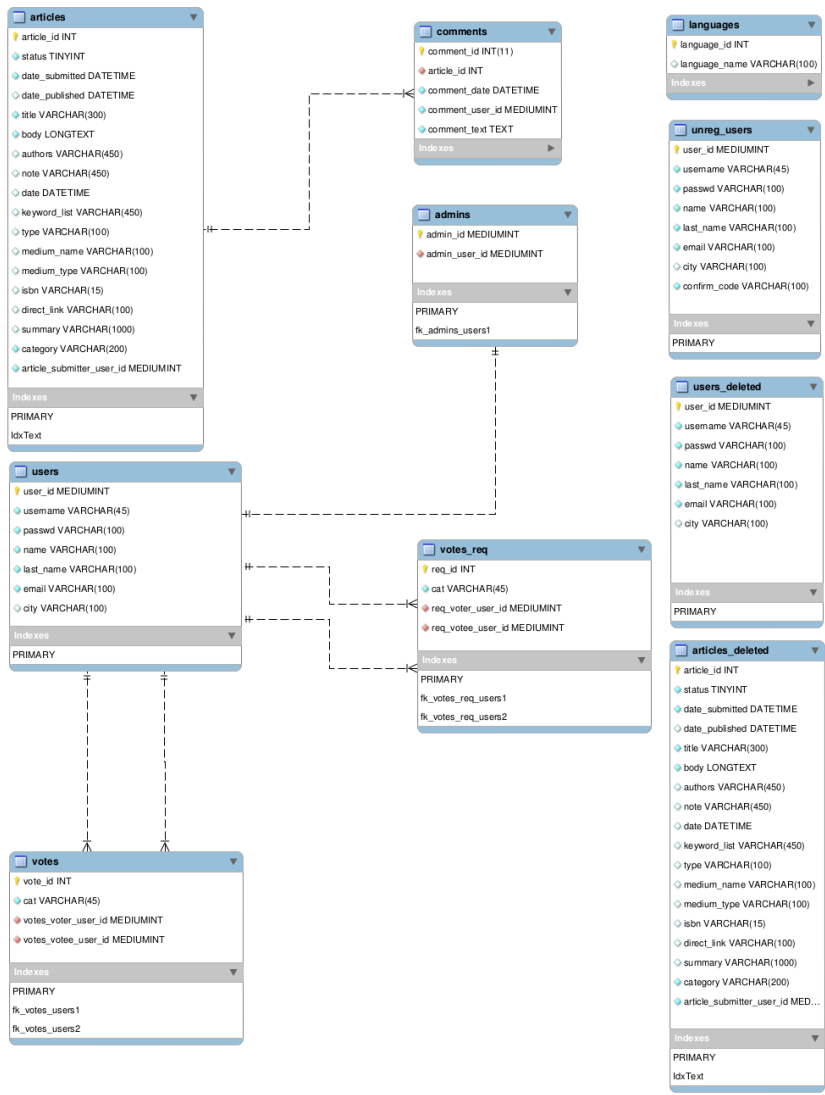 articles
article_id INT
status TINYINT
date_submitted DATETIME
date_published DATETIME
title VARCHAR(300)
body LONGTEXT
authors VARCHAR(450)
note VARCHAR(450)
date DATETIME
keyword_list VARCHAR(450)
type VARCHAR(100)
medium_name VARCHAR(100)
medium_type VARCHAR(100)
isbn VARCHAR(15)
direct_link VARCHAR(100)
summary VARCHAR(1000)
category VARCHAR(200)
article_submitter_user_id MEDIUMINT
Indexes
PRIMARY
IdxText
users
user_id MEDIUMINT
username VARCHAR(45)
passwd VARCHAR(100)
name VARCHAR(100)
last_name VARCHAR(100)
email VARCHAR(100)
city VARCHAR(100)
Indexes
PRIMARY
votes
vote_id INT
cat VARCHAR(45)
votes_voter_user_id MEDIUMINT
votes_votee_user_id MEDIUMINT
Indexes
PRIMARY
fk_votes_users1
fk_votes_users2
comments
comment_id INT(11)
article_id INT
comment_date DATETIME
comment_user_id MEDIUMINT
comment_text TEXT
Indexes
admins
admin_id MEDIUMINT
admin_user_id MEDIUMINT
Indexes
PRIMARY
fk_admins_users1
votes_req
req_id INT
cat VARCHAR(45)
req_voter_user_id MEDIUMINT
req_votee_user_id MEDIUMINT
Indexes
PRIMARY
fk_votes_req_users1
fk_votes_req_users2
languages
language_id INT
language_name VARCHAR(100)
Indexes
unreg_users
user_id MEDIUMINT
username VARCHAR(45)
passwd VARCHAR(100)
name VARCHAR(100)
last_name VARCHAR(100)
email VARCHAR(100)
city VARCHAR(100)
confirm_code VARCHAR(100)
Indexes
PRIMARY
users_deleted
user_id MEDIUMINT
username VARCHAR(45)
passwd VARCHAR(100)
name VARCHAR(100)
last_name VARCHAR(100)
email VARCHAR(100)
city VARCHAR(100)
Indexes
PRIMARY
articles_deleted
article_id INT
status TINYINT
date_submitted DATETIME
date_published DATETIME
title VARCHAR(300)
body LONGTEXT
authors VARCHAR(450)
note VARCHAR(450)
date DATETIME
keyword_list VARCHAR(450)
type VARCHAR(100)
medium_name VARCHAR(100)
medium_type VARCHAR(100)
isbn VARCHAR(15)
direct_link VARCHAR(100)
summary VARCHAR(1000)
category VARCHAR(200)
article_submitter_user_id MED...
Indexes
PRIMARY
IdxText